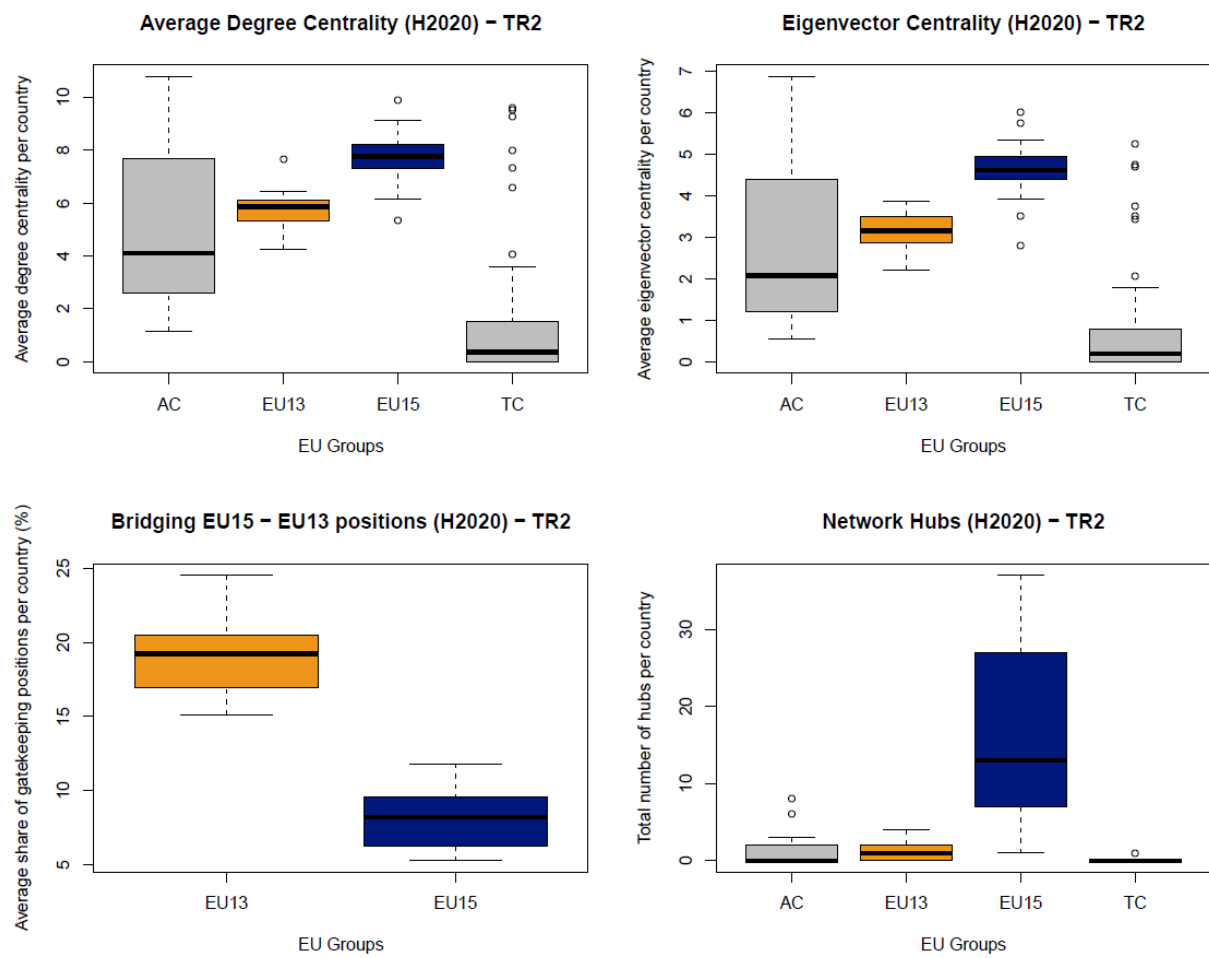 Average Degree Centrality (H2020) − TR2
Average degree centrality per country
10
8
6
4
2
0
AC EU13 EU15 TC
EU Groups
Eigenvector Centrality (H2020) − TR2
Average eigenvector centrality per country
7
6
5
4
3
2
1
0
AC EU13 EU15 TC
EU Groups
Bridging EU15 − EU13 positions (H2020) − TR2
Average share of gatekeeping positions per country (%)
25
20
15
10
5
EU13 EU15
EU Groups
Network Hubs (H2020) − TR2
Total number of hubs per country
30
20
10
0
AC EU13 EU15 TC
EU Groups